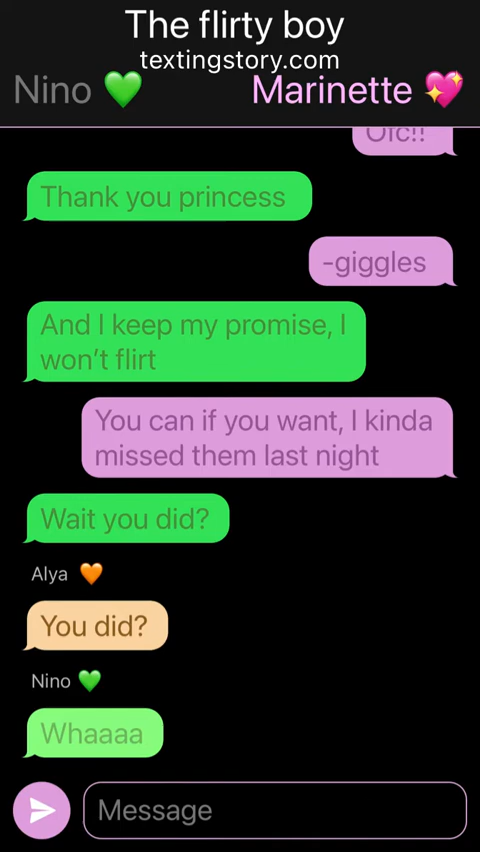 The flirty boy
textingstory.com
Nino 💚 Marinette 💖
Ofc!!
Thank you princess
-giggles
And I keep my promise, I
won't flirt
You can if you want, I kinda
missed them last night
Wait you did?
Alya 🧡
You did?
Nino 💚
Whaaaa
Message